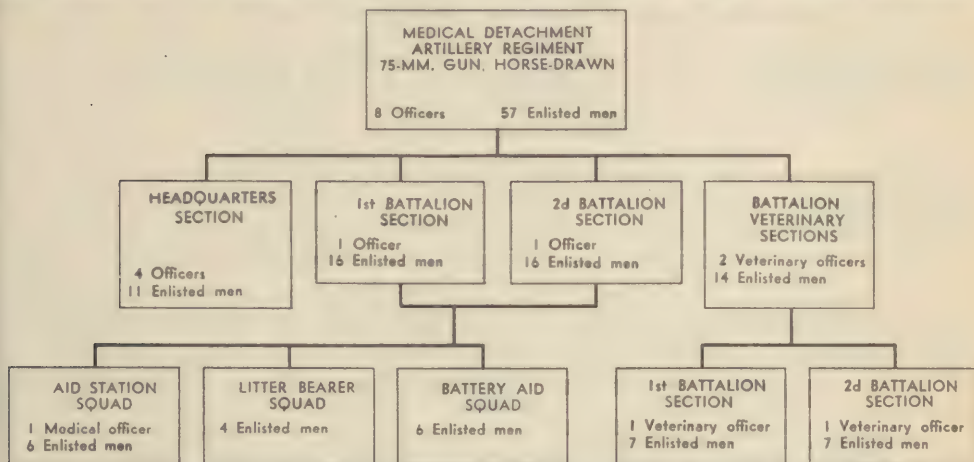 MEDICAL DETACHMENT
ARTILLERY REGIMENT
75-MM. GUN, HORSE-DRAWN
8 Officers 57 Enlisted men
HEADQUARTERS
SECTION
4 Officers
11 Enlisted men
1st BATTALION
SECTION
1 Officer
16 Enlisted men
2d BATTALION
SECTION
1 Officer
16 Enlisted men
BATTALION
VETERINARY
SECTIONS
2 Veterinary officers
14 Enlisted men
AID STATION
SQUAD
1 Medical officer
6 Enlisted men
LITTER BEARER
SQUAD
4 Enlisted men
BATTERY AID
SQUAD
6 Enlisted men
1st BATTALION
SECTION
1 Veterinary officer
7 Enlisted men
2d BATTALION
SECTION
1 Veterinary officer
7 Enlisted men